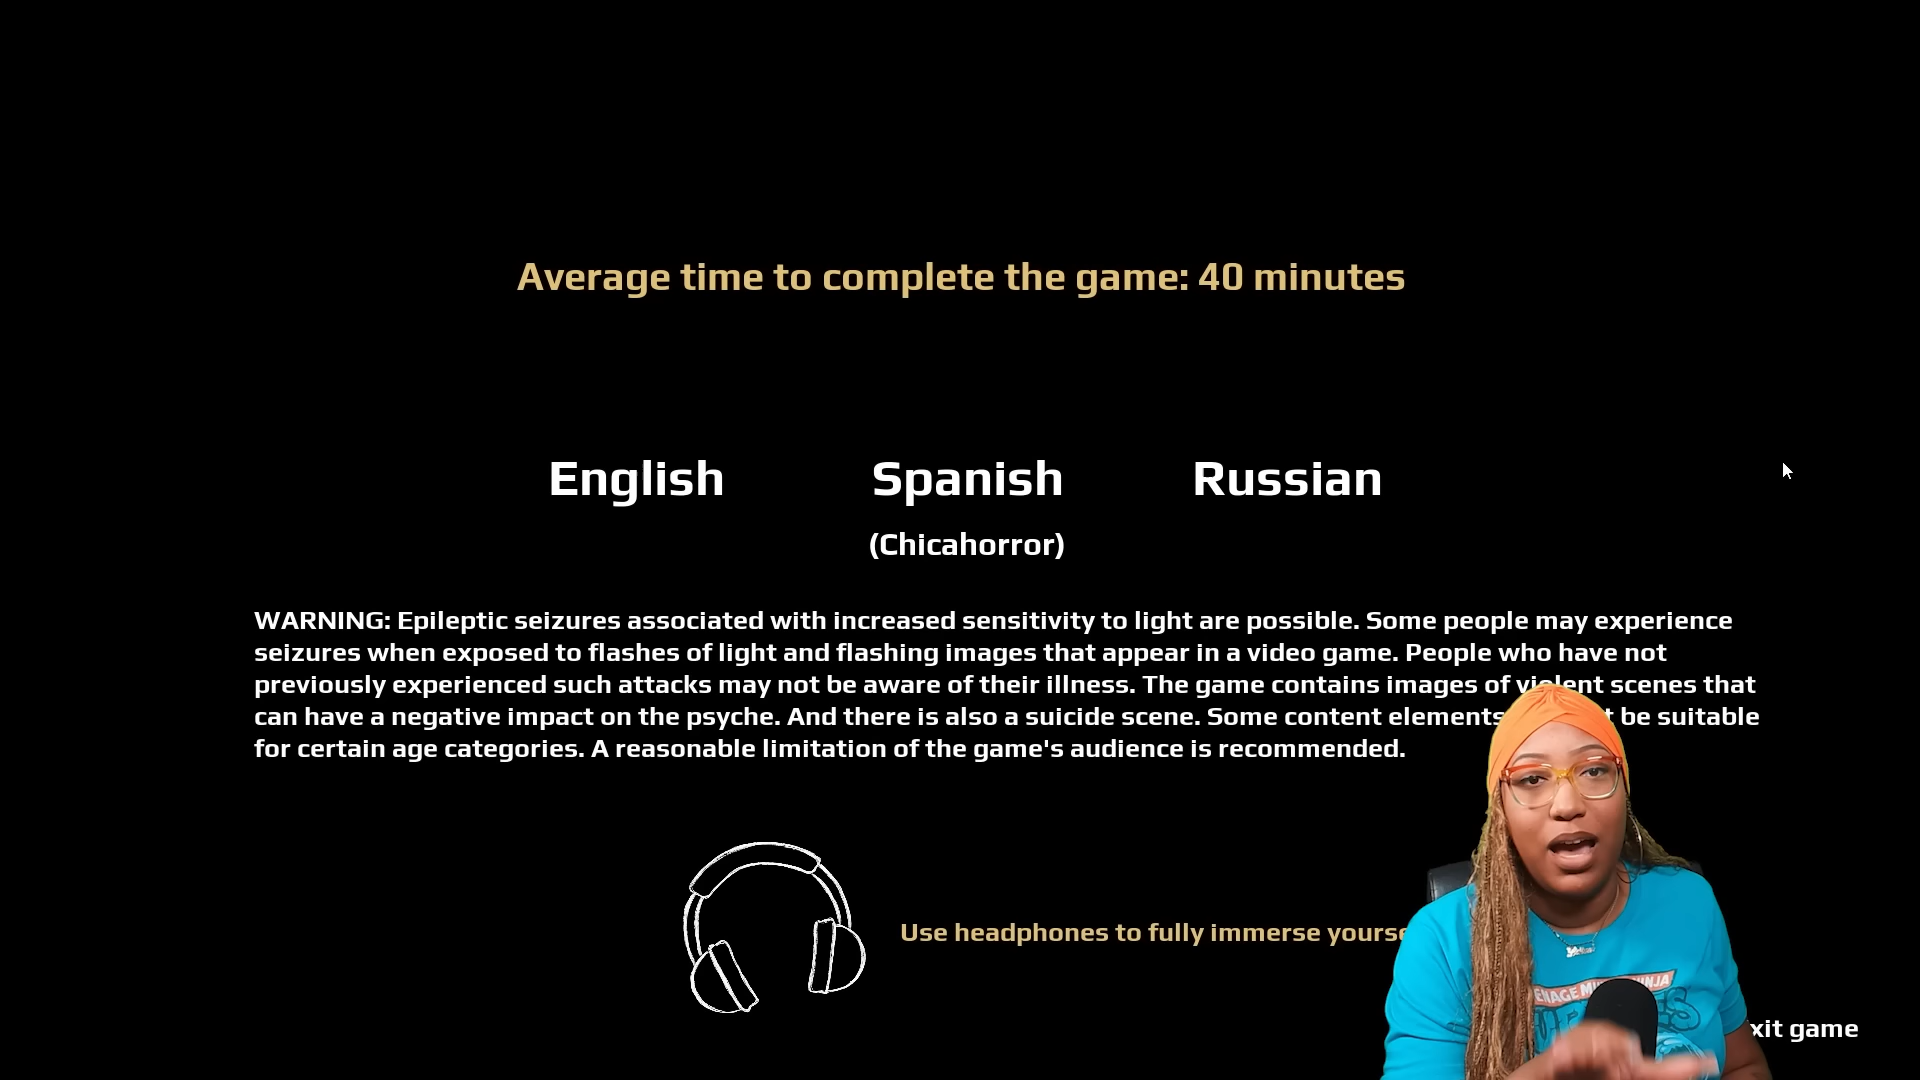 Average time to complete the game: 40 minutes
English Spanish Russian
(Chicahorror)
WARNING: Epileptic seizures associated with increased sensitivity to light are possible. Some people may experience
seizures when exposed to flashes of light and flashing images that appear in a video game. People who have not
previously experienced such attacks may not be aware of their illness. The game contains images of violent scenes that
can have a negative impact on the psyche. And there is also a suicide scene. Some content elements be suitable
for certain age categories. A reasonable limitation of the game's audience is recommended.
Use headphones to fully immerse
game